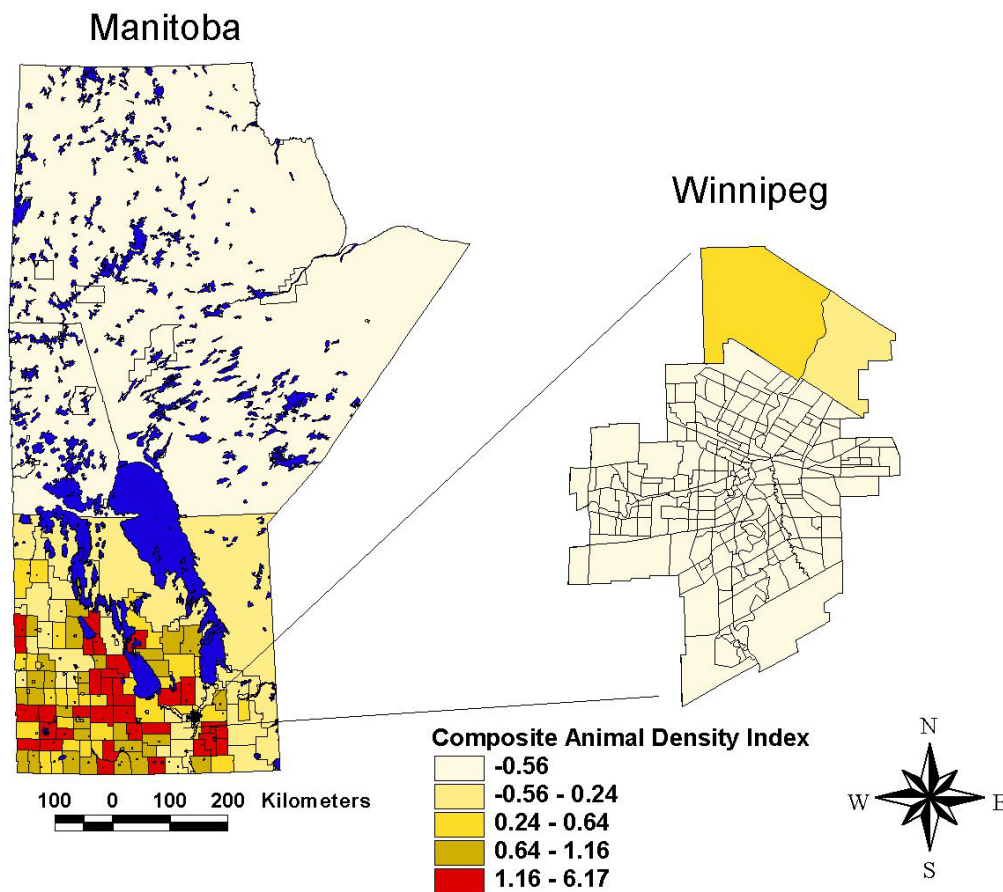 Manitoba
Winnipeg
Composite Animal Density Index
-0.56
-0.56 - 0.24
0.24 - 0.64
0.64 - 1.16
1.16 - 6.17
100 0 100 200 Kilometers
N
W E
S